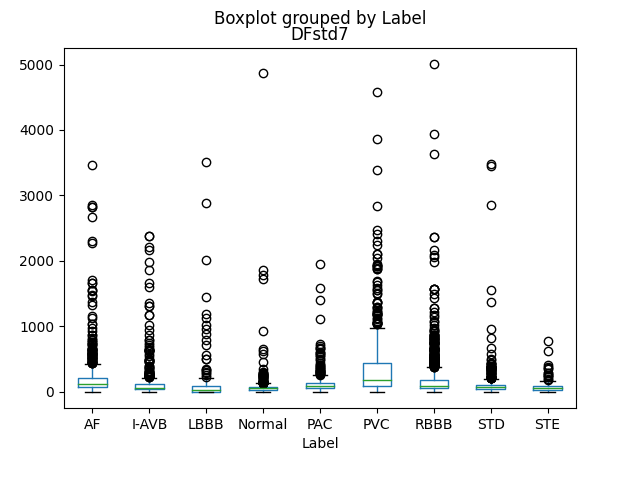 Boxplot grouped by Label
DFstd7
5000
4000
3000
2000
1000
0
AF I-AVB LBBB Normal PAC PVC RBBB STD STE
Label